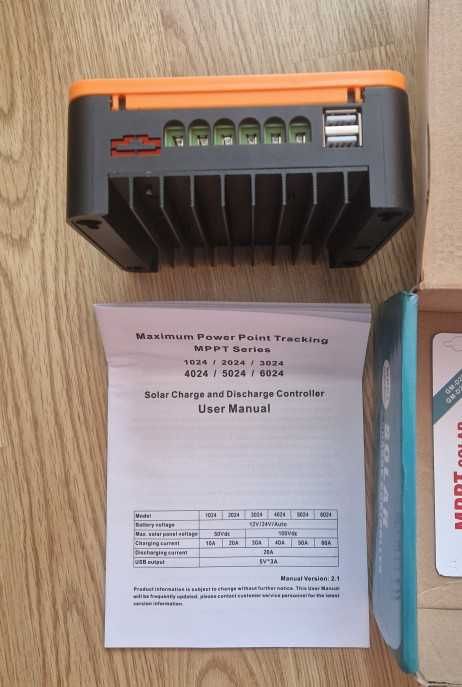 Maximum Power Point Tracking
MPPT Series
1024 / 2024 / 3024
4024 / 5024 / 6024
Solar Charge and Discharge Controller
User Manual
Model 1024 2024 3024 4024 5024 6024
Battery voltage 12V/24V/Auto
Max. solar panel voltage 50Vdc 100Vdc
Charging current 10A 20A 30A 40A 50A 60A
Discharging current 20A
USB output 5V*3A
Manual Version: 2.1
Product information is subject to change without further notice. This User Manual
will be frequently updated, please contact customer service personnel for the latest
version information.
SOLAR
MPPT SOLAR